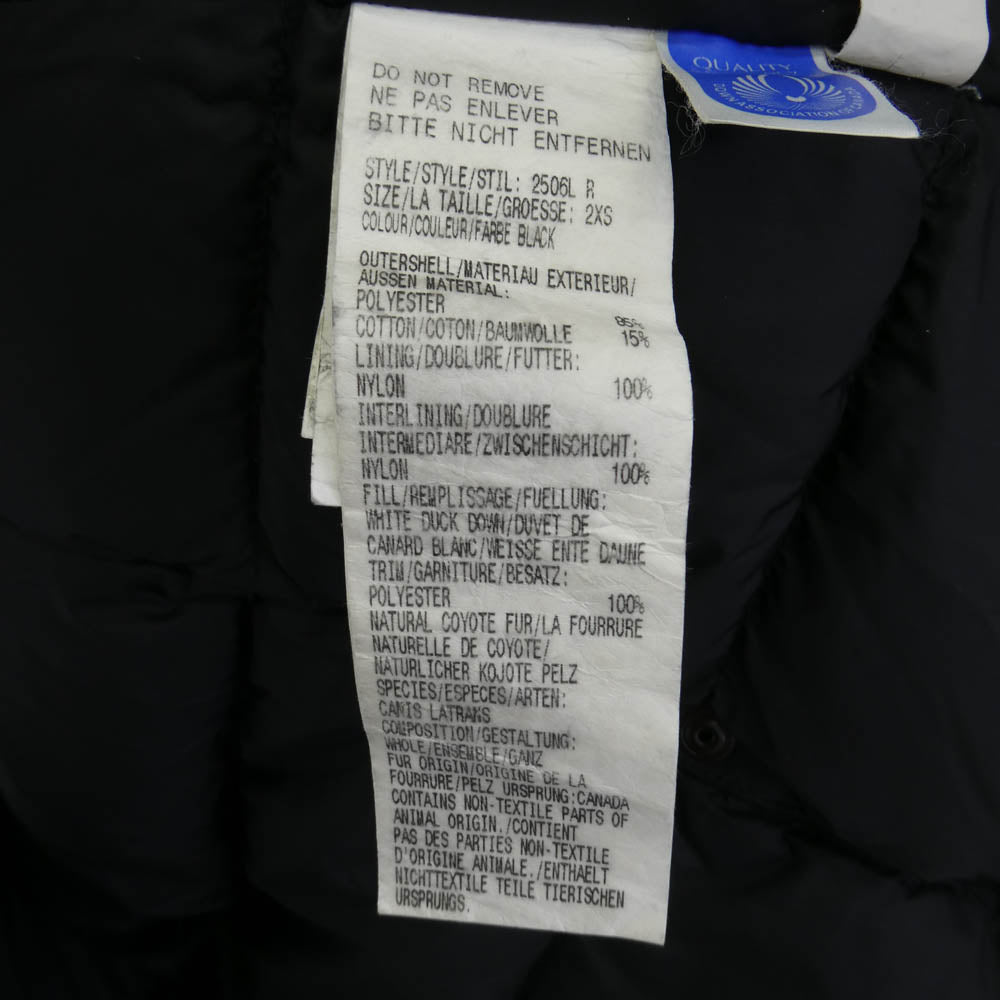 DO NOT REMOVE
NE PAS ENLEVER
BITTE NICHT ENTFERNEN
STYLE/STYLE/STIL: 2506L R
SIZE/LA TAILLE/GROESSE: 2XS
COLOUR/COULEUR/FARBE BLACK
OUTERSHELL/MATERIAU EXTERIEUR/
AUSSEN MATERIAL:
POLYESTER 85%
COTTON/COTON/BAUMWOLLE 15%
LINING/DOUBLURE/FUTTER:
NYLON 100%
INTERLINING/DOUBLURE
INTERMEDIARE/ZWISCHENSCHICHT:
NYLON 100%
FILL/REMPLISSAGE/FUELLUNG:
WHITE DUCK DOWN/DUVET DE
CANARD BLANC/WEISSE ENTE DAUNE
TRIM/GARNITURE/BESATZ:
POLYESTER 100%
NATURAL COYOTE FUR/LA FOURRURE
NATURELLE DE COYOTE/
NATURLICHER KOJOTE PELZ
SPECIES/ESPECES/ARTEN:
CANIS LATRANS
COMPOSITION/GESTALTUNG:
WHOLE/ENSEMBLE/GANZ
FUR ORIGIN/ORIGINE DE LA
FOURRURE/PELZ URSPRUNG:CANADA
CONTAINS NON-TEXTILE PARTS OF
ANIMAL ORIGIN./CONTIENT
PAS DES PARTIES NON-TEXTILE
D'ORIGINE ANIMALE./ENTHAELT
NICHTTEXTILE TEILE TIERISCHEN
URSPRUNGS.
QUALITY
DOWN ASSOCIATION OF